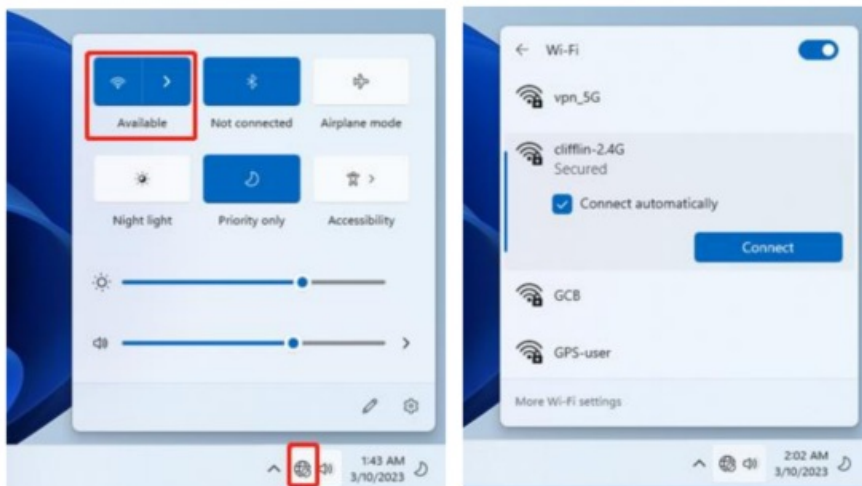 Available
Not connected
Airplane mode
Night light
Priority only
Accessibility
1:43 AM
3/10/2023
Wi-Fi
vpn_5G
clifflin-2.4G
Secured
Connect automatically
Connect
GCB
GPS-user
More Wi-Fi settings
2:02 AM
3/10/2023